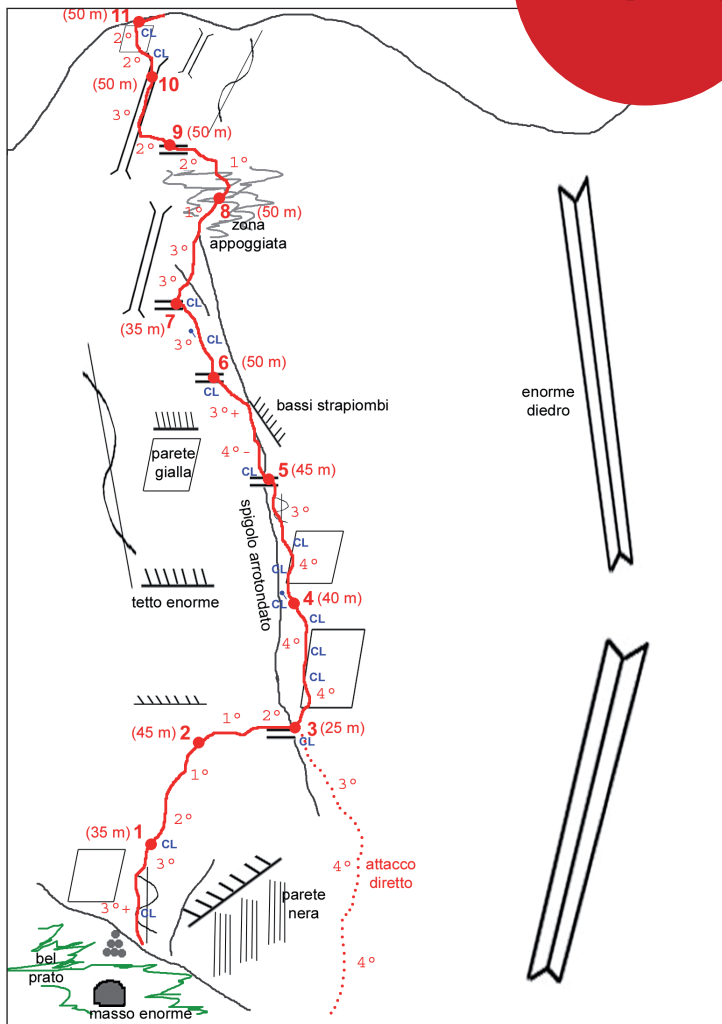 (50 m) 11
CL
2°
CL
2°
(50 m) 10
3°
9 (50 m)
2°
2°
1°
8 (50 m)
1°
zona
appoggiata
3°
3°
CL
7
(35 m)
CL
3°
6 (50 m)
CL
enorme
diedro
bassi strapiombi
3°+
parete
gialla
4°-
CL
5 (45 m)
spigolo arrotondato
3°
CL
4°
CL
tetto enorme
CL
4 (40 m)
CL
4°
CL
CL
4°
1°
2°
(45 m) 2
3 (25 m)
CL
1°
3°
2°
(35 m) 1
CL
3°
4°
attacco
diretto
parete
nera
3°+
CL
bel
prato
4°
masso enorme